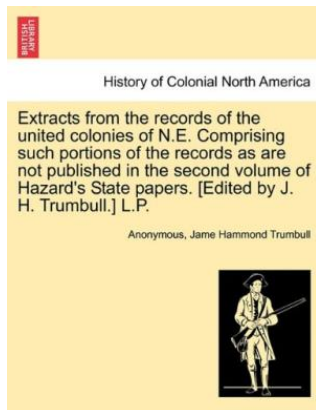 BRITISH
LIBRARY
History of Colonial North America
Extracts from the records of the
united colonies of N.E. Comprising
such portions of the records as are
not published in the second volume of
Hazard's State papers. [Edited by J.
H. Trumbull.] L.P.
Anonymous, Jame Hammond Trumbull